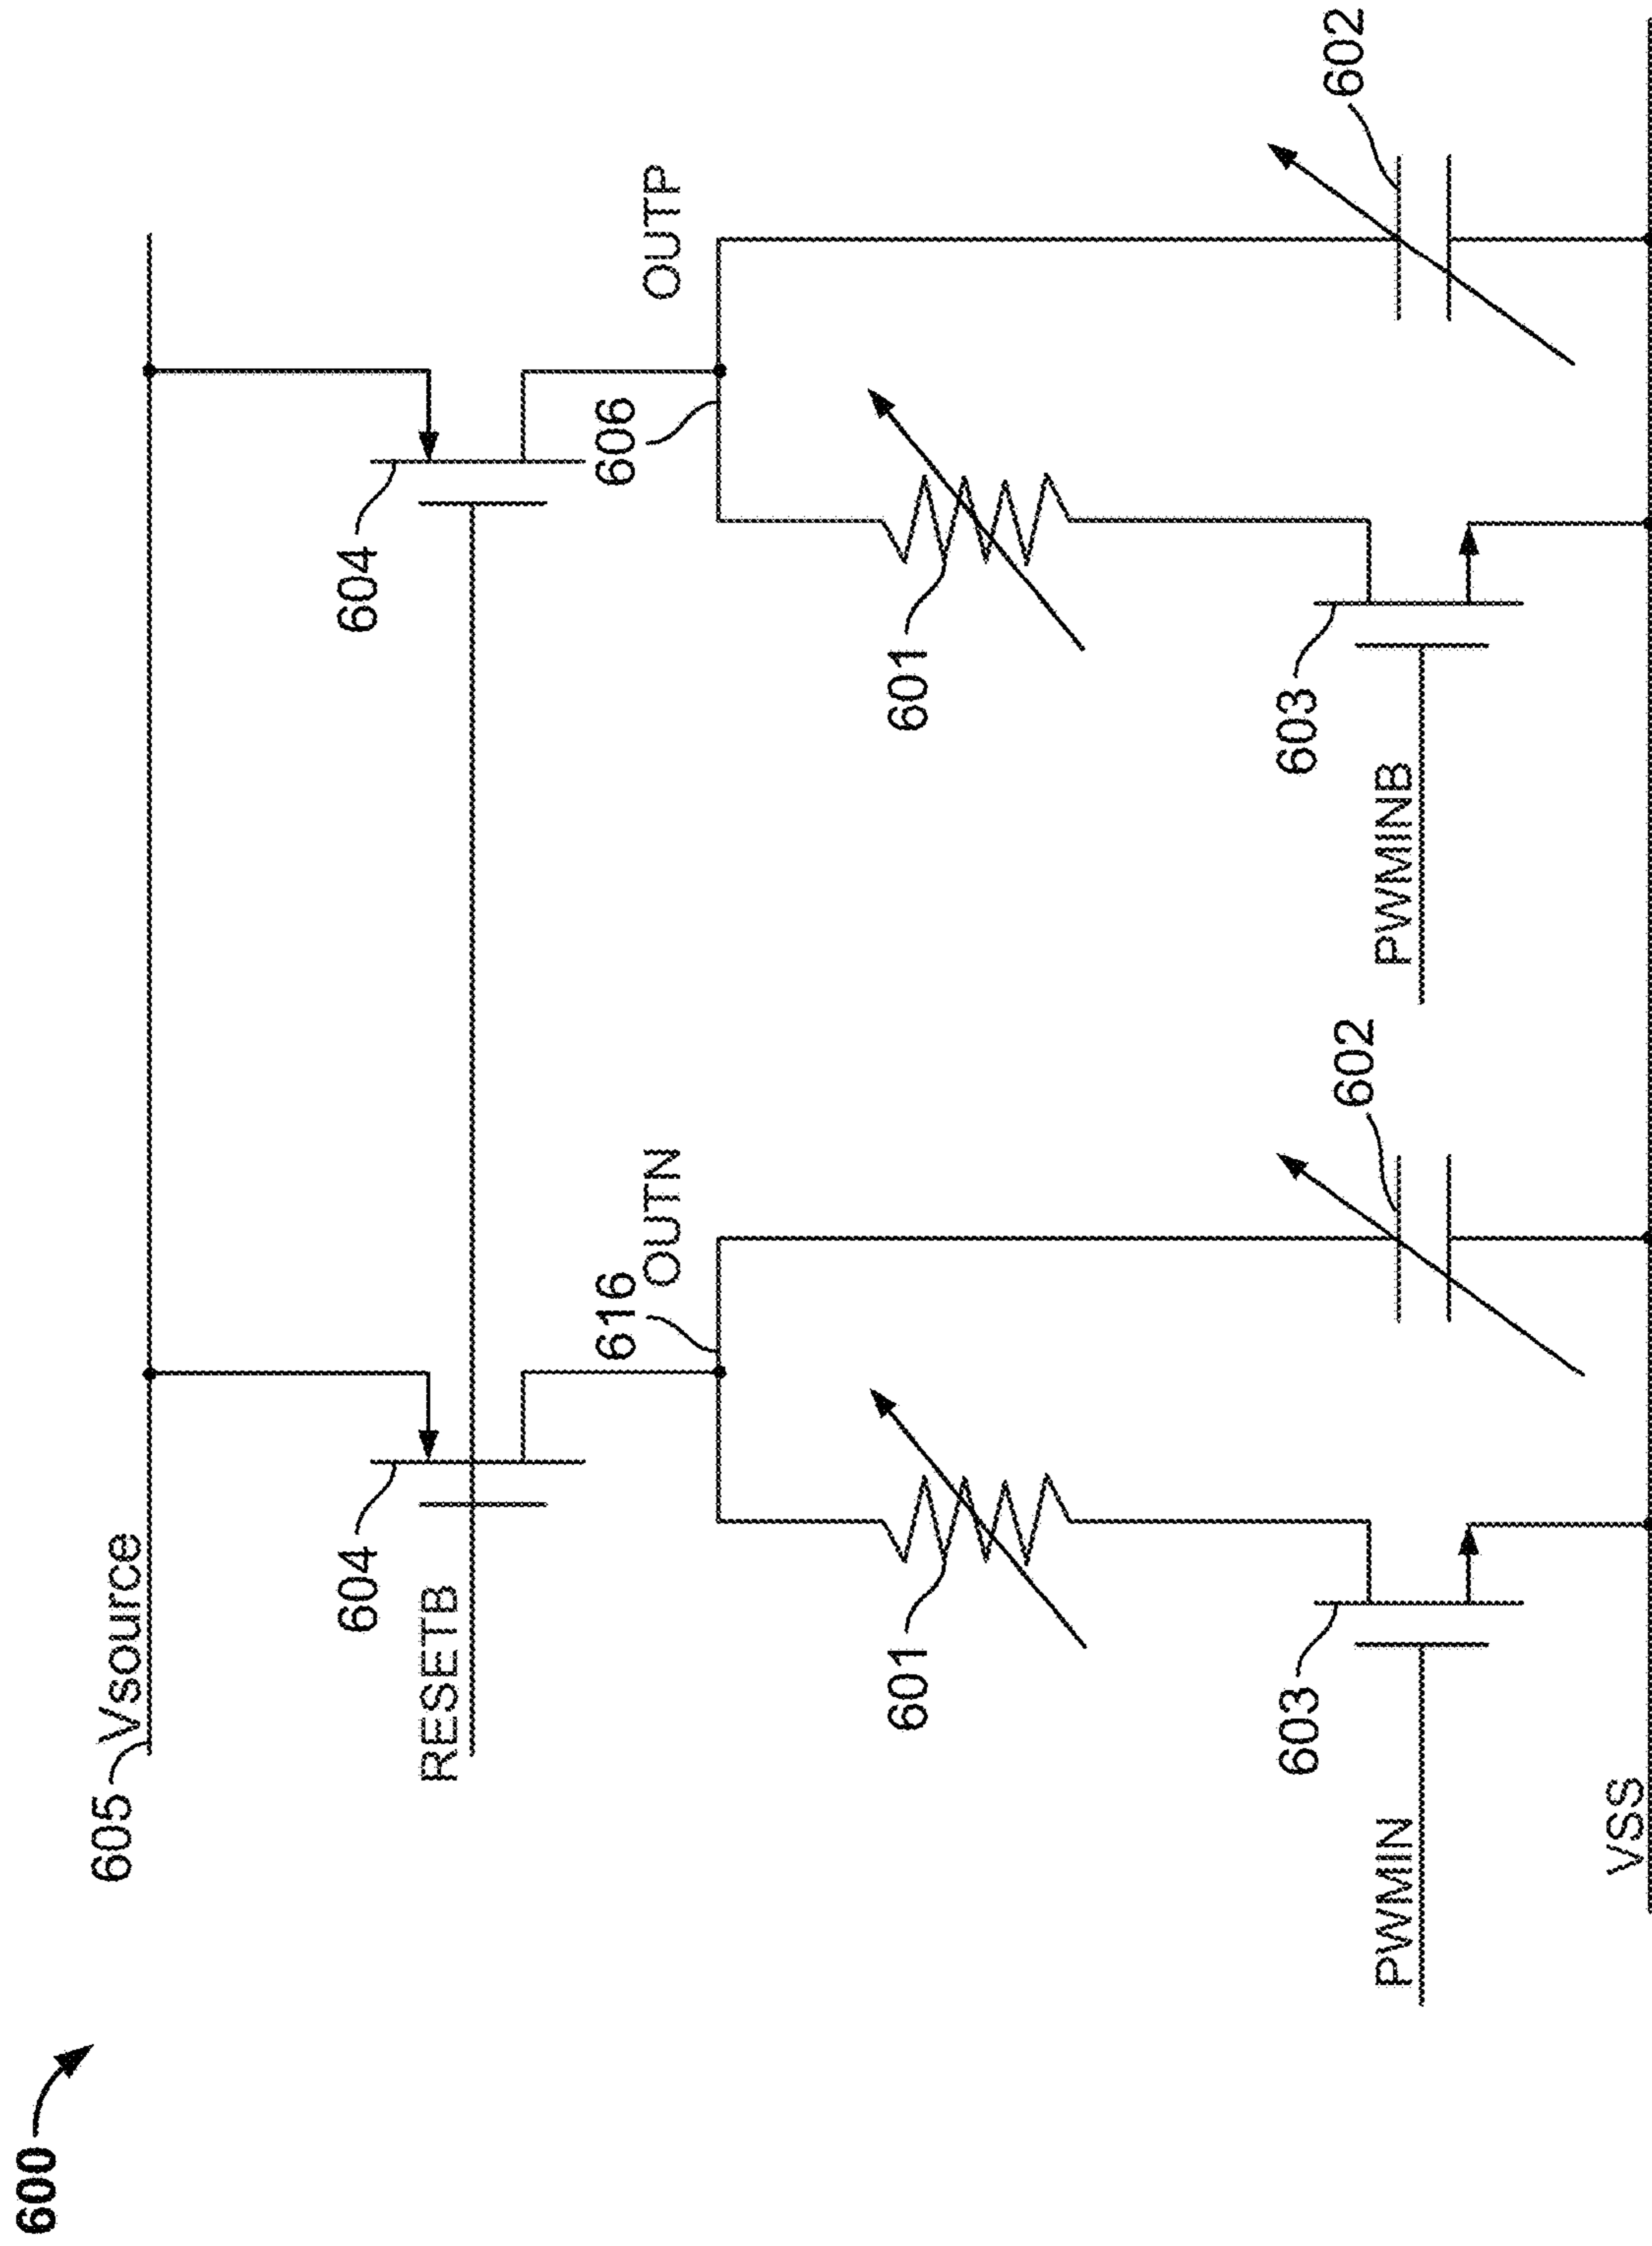 600
605
Vsource
604
604
RESETB
616
OUTN
606
OUTP
601
601
603
602
603
602
PWMIN
PWMINB
VSS